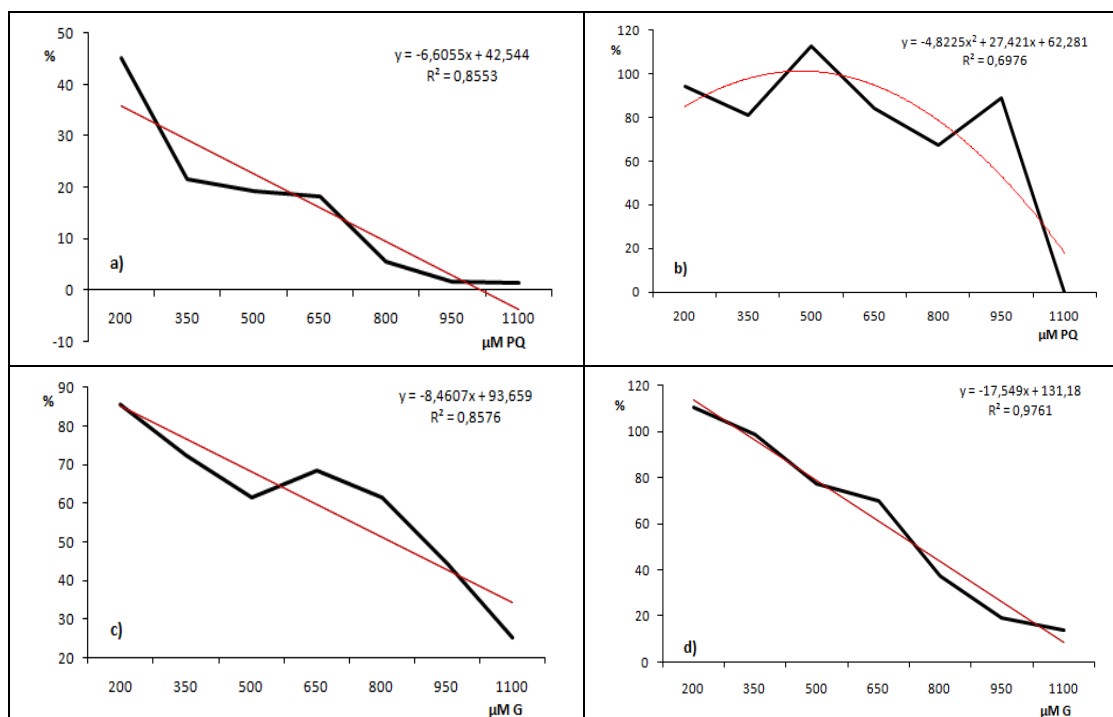 50
%
y = -6,6055x + 42,544
R² = 0,8553
40
30
20
10
a)
0
200 350 500 650 800 950 1100
-10
µM PQ
120
%
y = -4,8225x² + 27,421x + 62,281
R² = 0,6976
100
80
60
40
20
b)
0
200 350 500 650 800 950 1100
µM PQ
90
%
y = -8,4607x + 93,659
R² = 0,8576
80
70
60
50
40
30
c)
20
200 350 500 650 800 950 1100
µM G
120
%
y = -17,549x + 131,18
R² = 0,9761
100
80
60
40
20
d)
0
200 350 500 650 800 950 1100
µM G